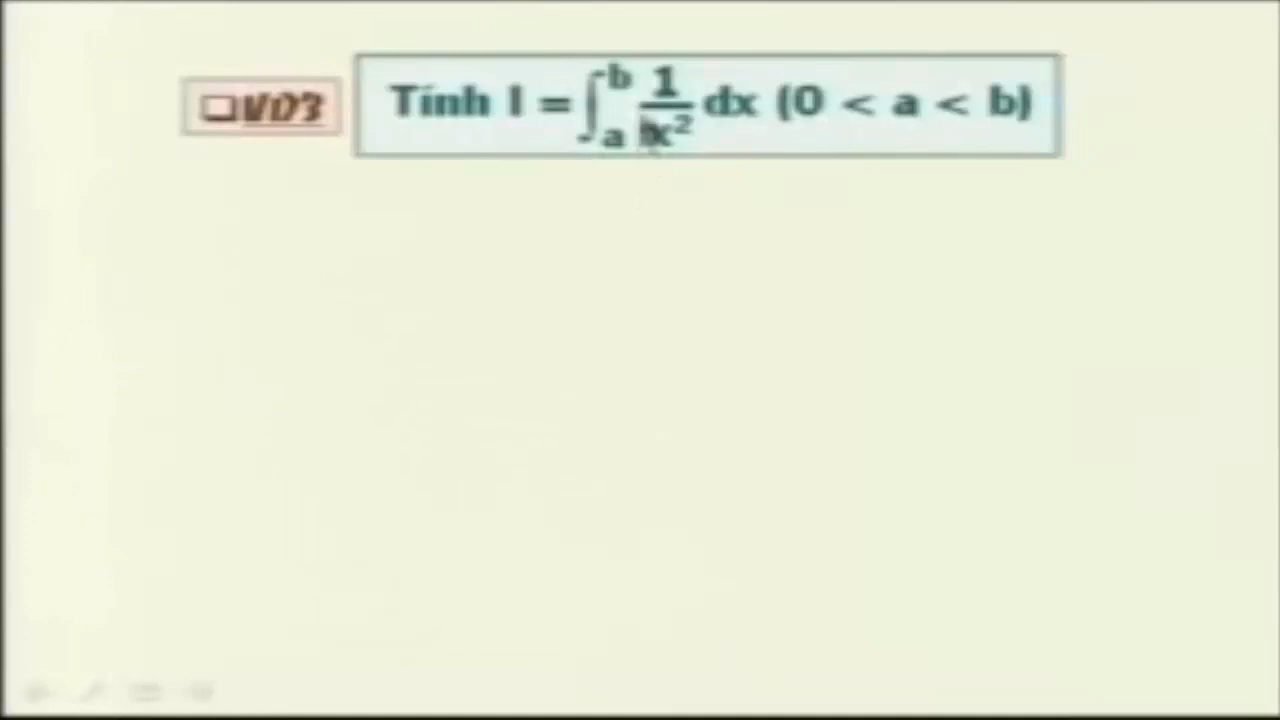 ❑VD3 Tính I = ∫_a^b 1/x² dx (0 < a < b)